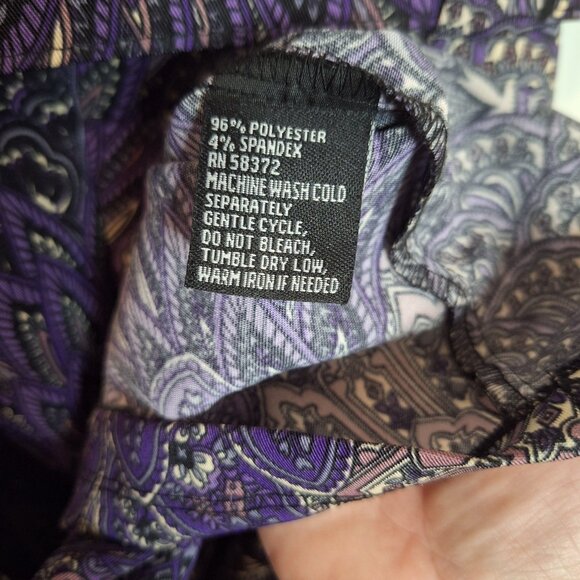 96% POLYESTER
4% SPANDEX
RN 58372
MACHINE WASH COLD
SEPARATELY
GENTLE CYCLE,
DO NOT BLEACH,
TUMBLE DRY LOW,
WARM IRON IF NEEDED